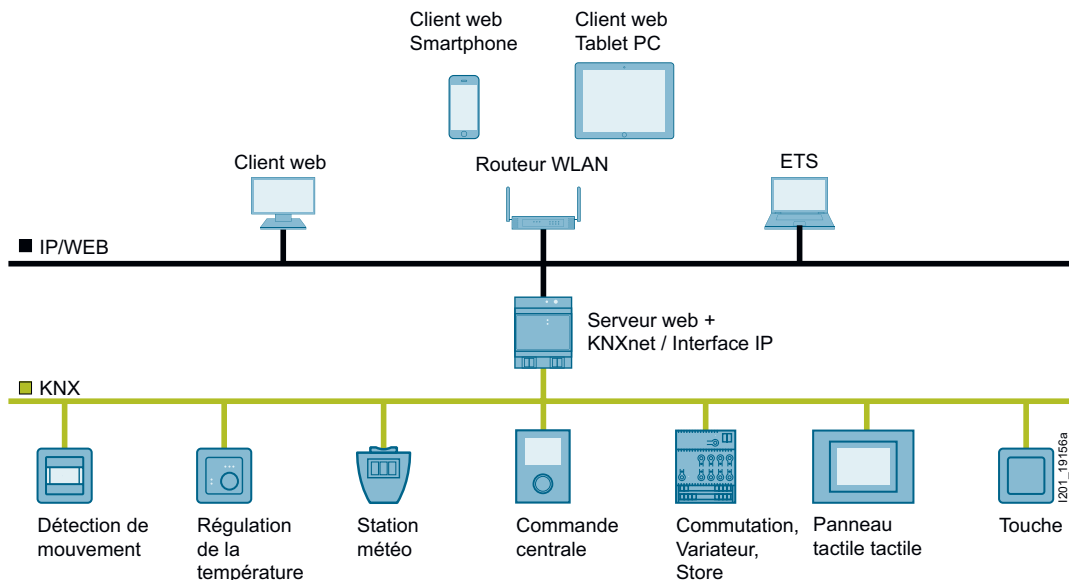 Client web
Smartphone
Client web
Tablet PC
Client web
Routeur WLAN
ETS
IP/WEB
Serveur web +
KNXnet / Interface IP
KNX
Détection de
mouvement
Régulation
de la
température
Station
météo
Commande
centrale
Commutation,
Variateur,
Store
Panneau
tactile tactile
Touche
I201_19156a